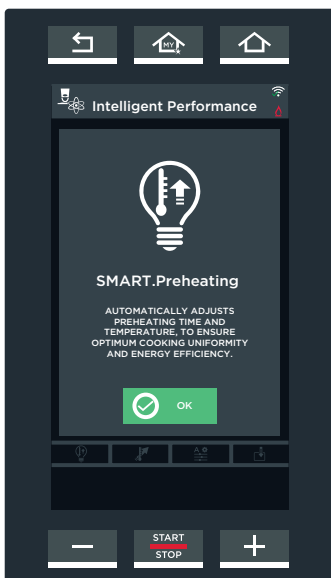 MY
Intelligent Performance
SMART.Preheating
AUTOMATICALLY ADJUSTS
PREHEATING TIME AND
TEMPERATURE, TO ENSURE
OPTIMUM COOKING UNIFORMITY
AND ENERGY EFFICIENCY.
OK
START
STOP